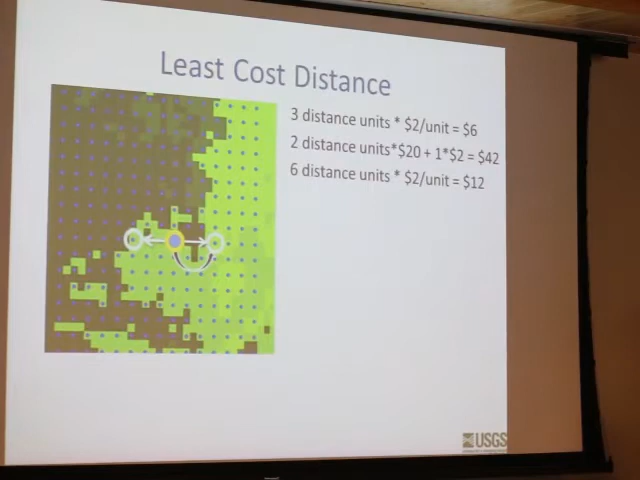 Least Cost Distance
3 distance units * $2/unit = $6
2 distance units*$20 + 1*$2 = $42
6 distance units * $2/unit = $12
USGS